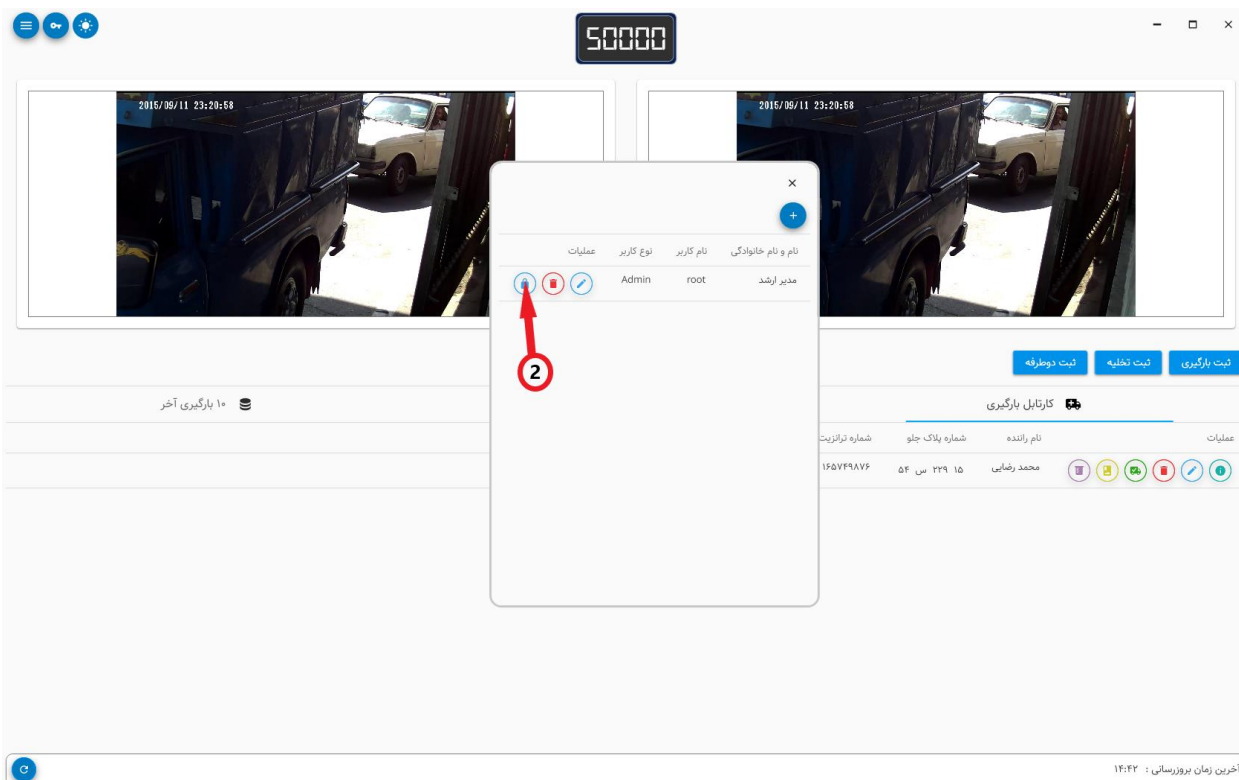 50000
2015/09/11 23:20:58
2015/09/11 23:20:58
نام و نام خانوادگی نام کاربر نوع کاربر عملیات
مدیر ارشد root Admin
2
ثبت بارگیری ثبت تخلیه ثبت دوطرفه
کارتابل بارگیری
۱۰ بارگیری آخر
عملیات نام راننده شماره پلاک جلو شماره ترانزیت
محمد رضایی ۱۵ ۲۲۹ س ۵۴ ۱۶۵۷۴۹۸۷۶
آخرین زمان بروزرسانی : ۱۴:۴۲